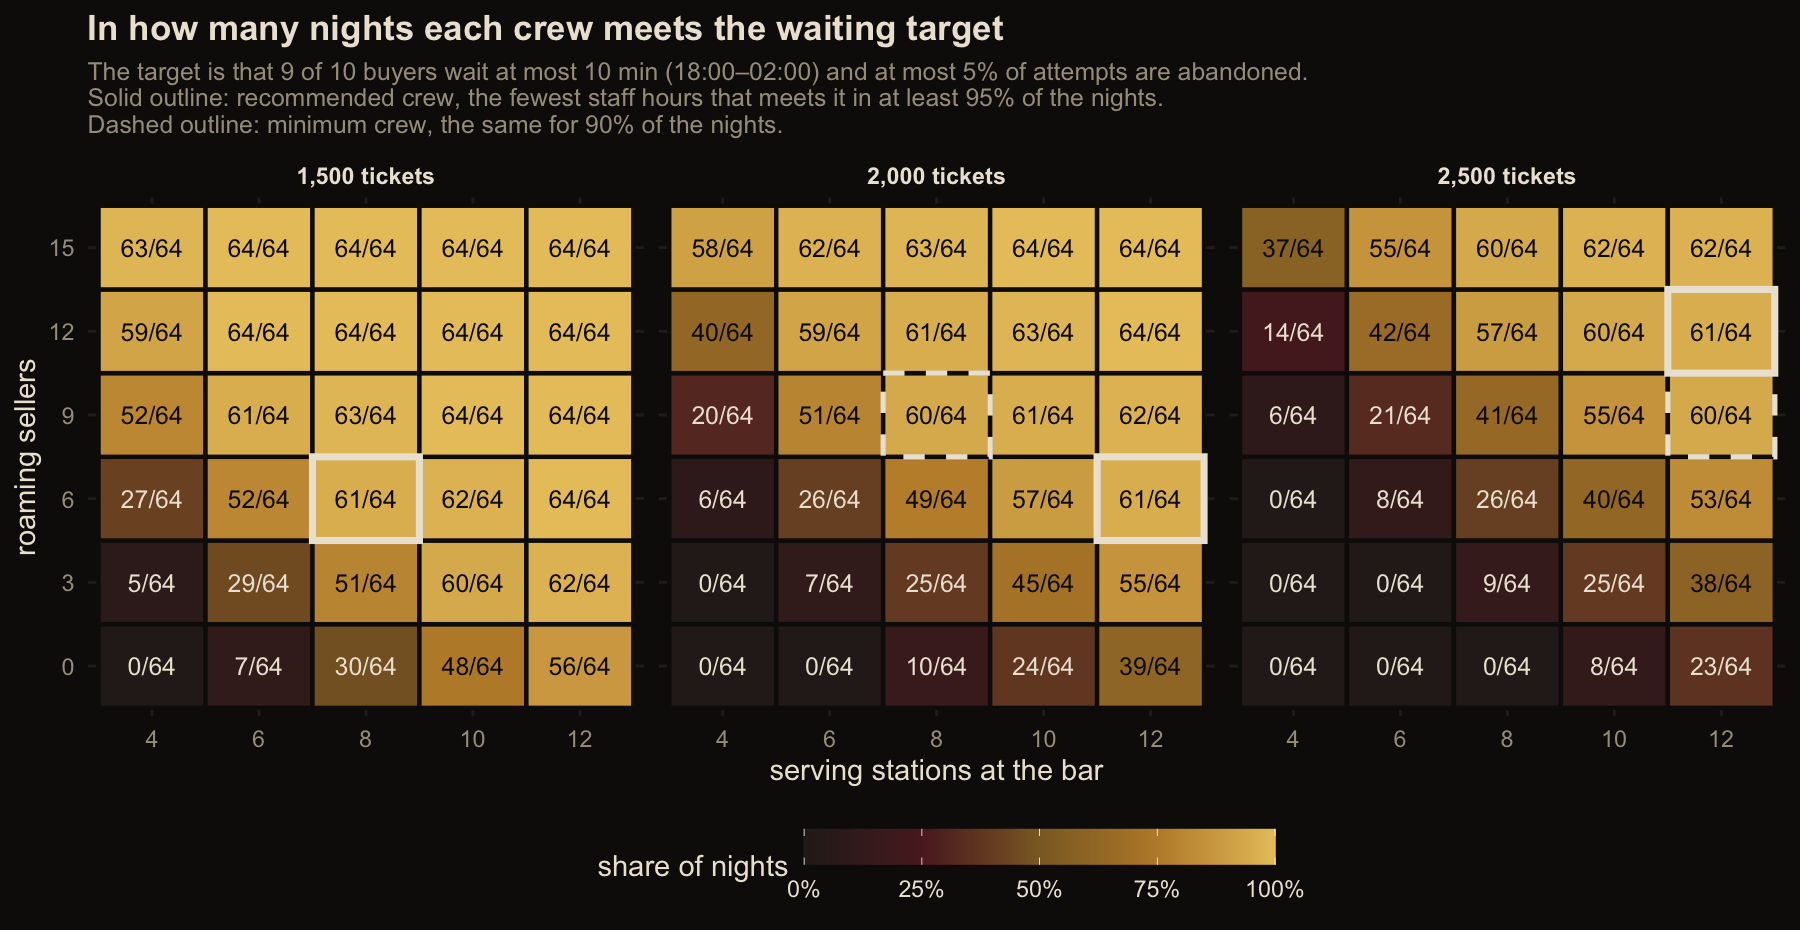 In how many nights each crew meets the waiting target
The target is that 9 of 10 buyers wait at most 10 min (18:00–02:00) and at most 5% of attempts are abandoned.
Solid outline: recommended crew, the fewest staff hours that meets it in at least 95% of the nights.
Dashed outline: minimum crew, the same for 90% of the nights.
1,500 tickets 2,000 tickets 2,500 tickets
roaming sellers
15 63/64 64/64 64/64 64/64 64/64 58/64 62/64 63/64 64/64 64/64 37/64 55/64 60/64 62/64 62/64
12 59/64 64/64 64/64 64/64 64/64 40/64 59/64 61/64 63/64 64/64 14/64 42/64 57/64 60/64 61/64
9 52/64 61/64 63/64 64/64 64/64 20/64 51/64 60/64 61/64 62/64 6/64 21/64 41/64 55/64 60/64
6 27/64 52/64 61/64 62/64 64/64 6/64 26/64 49/64 57/64 61/64 0/64 8/64 26/64 40/64 53/64
3 5/64 29/64 51/64 60/64 62/64 0/64 7/64 25/64 45/64 55/64 0/64 0/64 9/64 25/64 38/64
0 0/64 7/64 30/64 48/64 56/64 0/64 0/64 10/64 24/64 39/64 0/64 0/64 0/64 8/64 23/64
4 6 8 10 12 4 6 8 10 12 4 6 8 10 12
serving stations at the bar
share of nights
0% 25% 50% 75% 100%